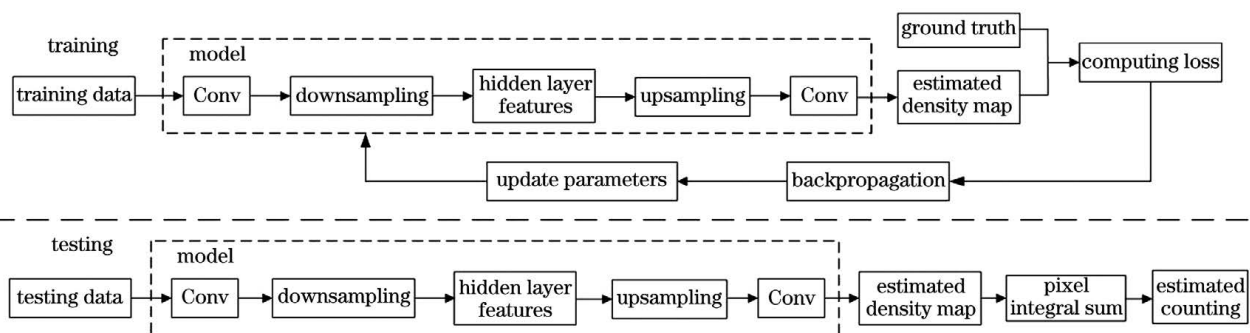 training
model
training data
Conv
downsampling
hidden layer
features
upsampling
Conv
ground truth
estimated
density map
computing loss
update parameters
backpropagation
testing
model
testing data
Conv
downsampling
hidden layer
features
upsampling
Conv
estimated
density map
pixel
integral sum
estimated
counting